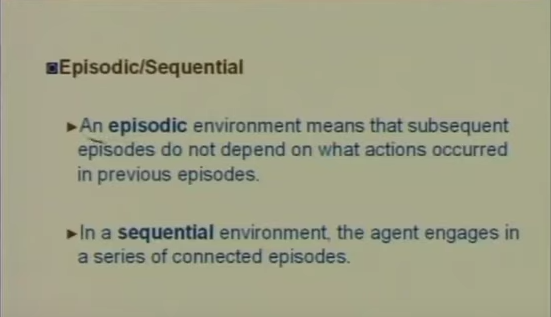 Episodic/Sequential
An episodic environment means that subsequent
episodes do not depend on what actions occurred
in previous episodes.
In a sequential environment, the agent engages in
a series of connected episodes.